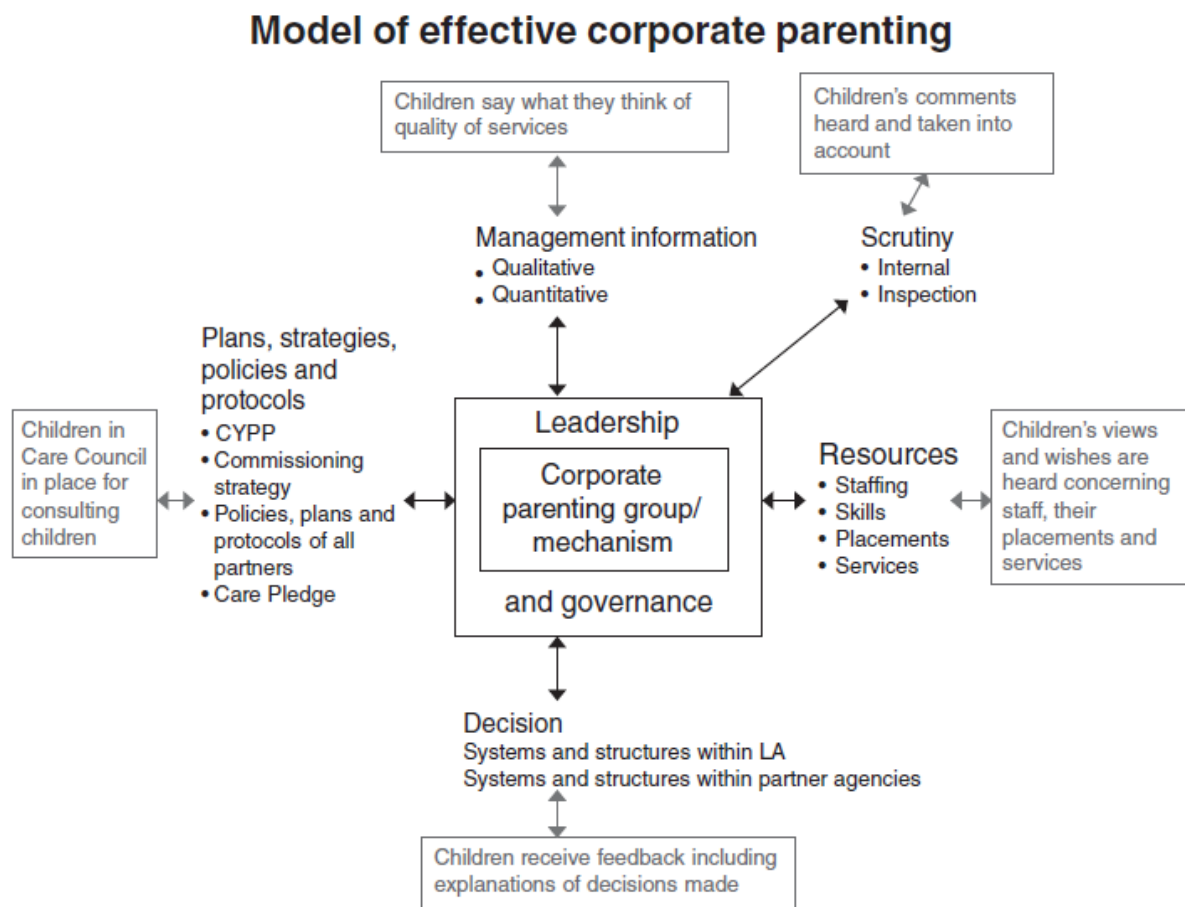 Model of effective corporate parenting
Children say what they think of
quality of services
Children's comments
heard and taken into
account
Management information
• Qualitative
• Quantitative
Scrutiny
• Internal
• Inspection
Plans, strategies,
policies and
protocols
• CYPP
• Commissioning
strategy
• Policies, plans and
protocols of all
partners
• Care Pledge
Children in
Care Council
in place for
consulting
children
Leadership
Corporate
parenting group/
mechanism
and governance
Resources
• Staffing
• Skills
• Placements
• Services
Children's views
and wishes are
heard concerning
staff, their
placements and
services
Decision
Systems and structures within LA
Systems and structures within partner agencies
Children receive feedback including
explanations of decisions made